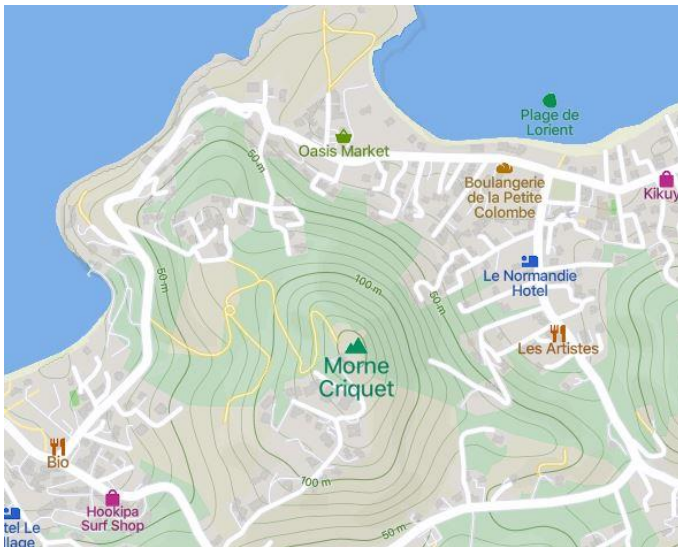 Plage de
Lorient
Oasis Market
50 m
Boulangerie
de la Petite
Colombe
Kikuy
50 m
100 m
Le Normandie
Hotel
50 m
Les Artistes
Morne
Criquet
Bio
100 m
Hookipa
Surf Shop
tel Le
llage
50 m